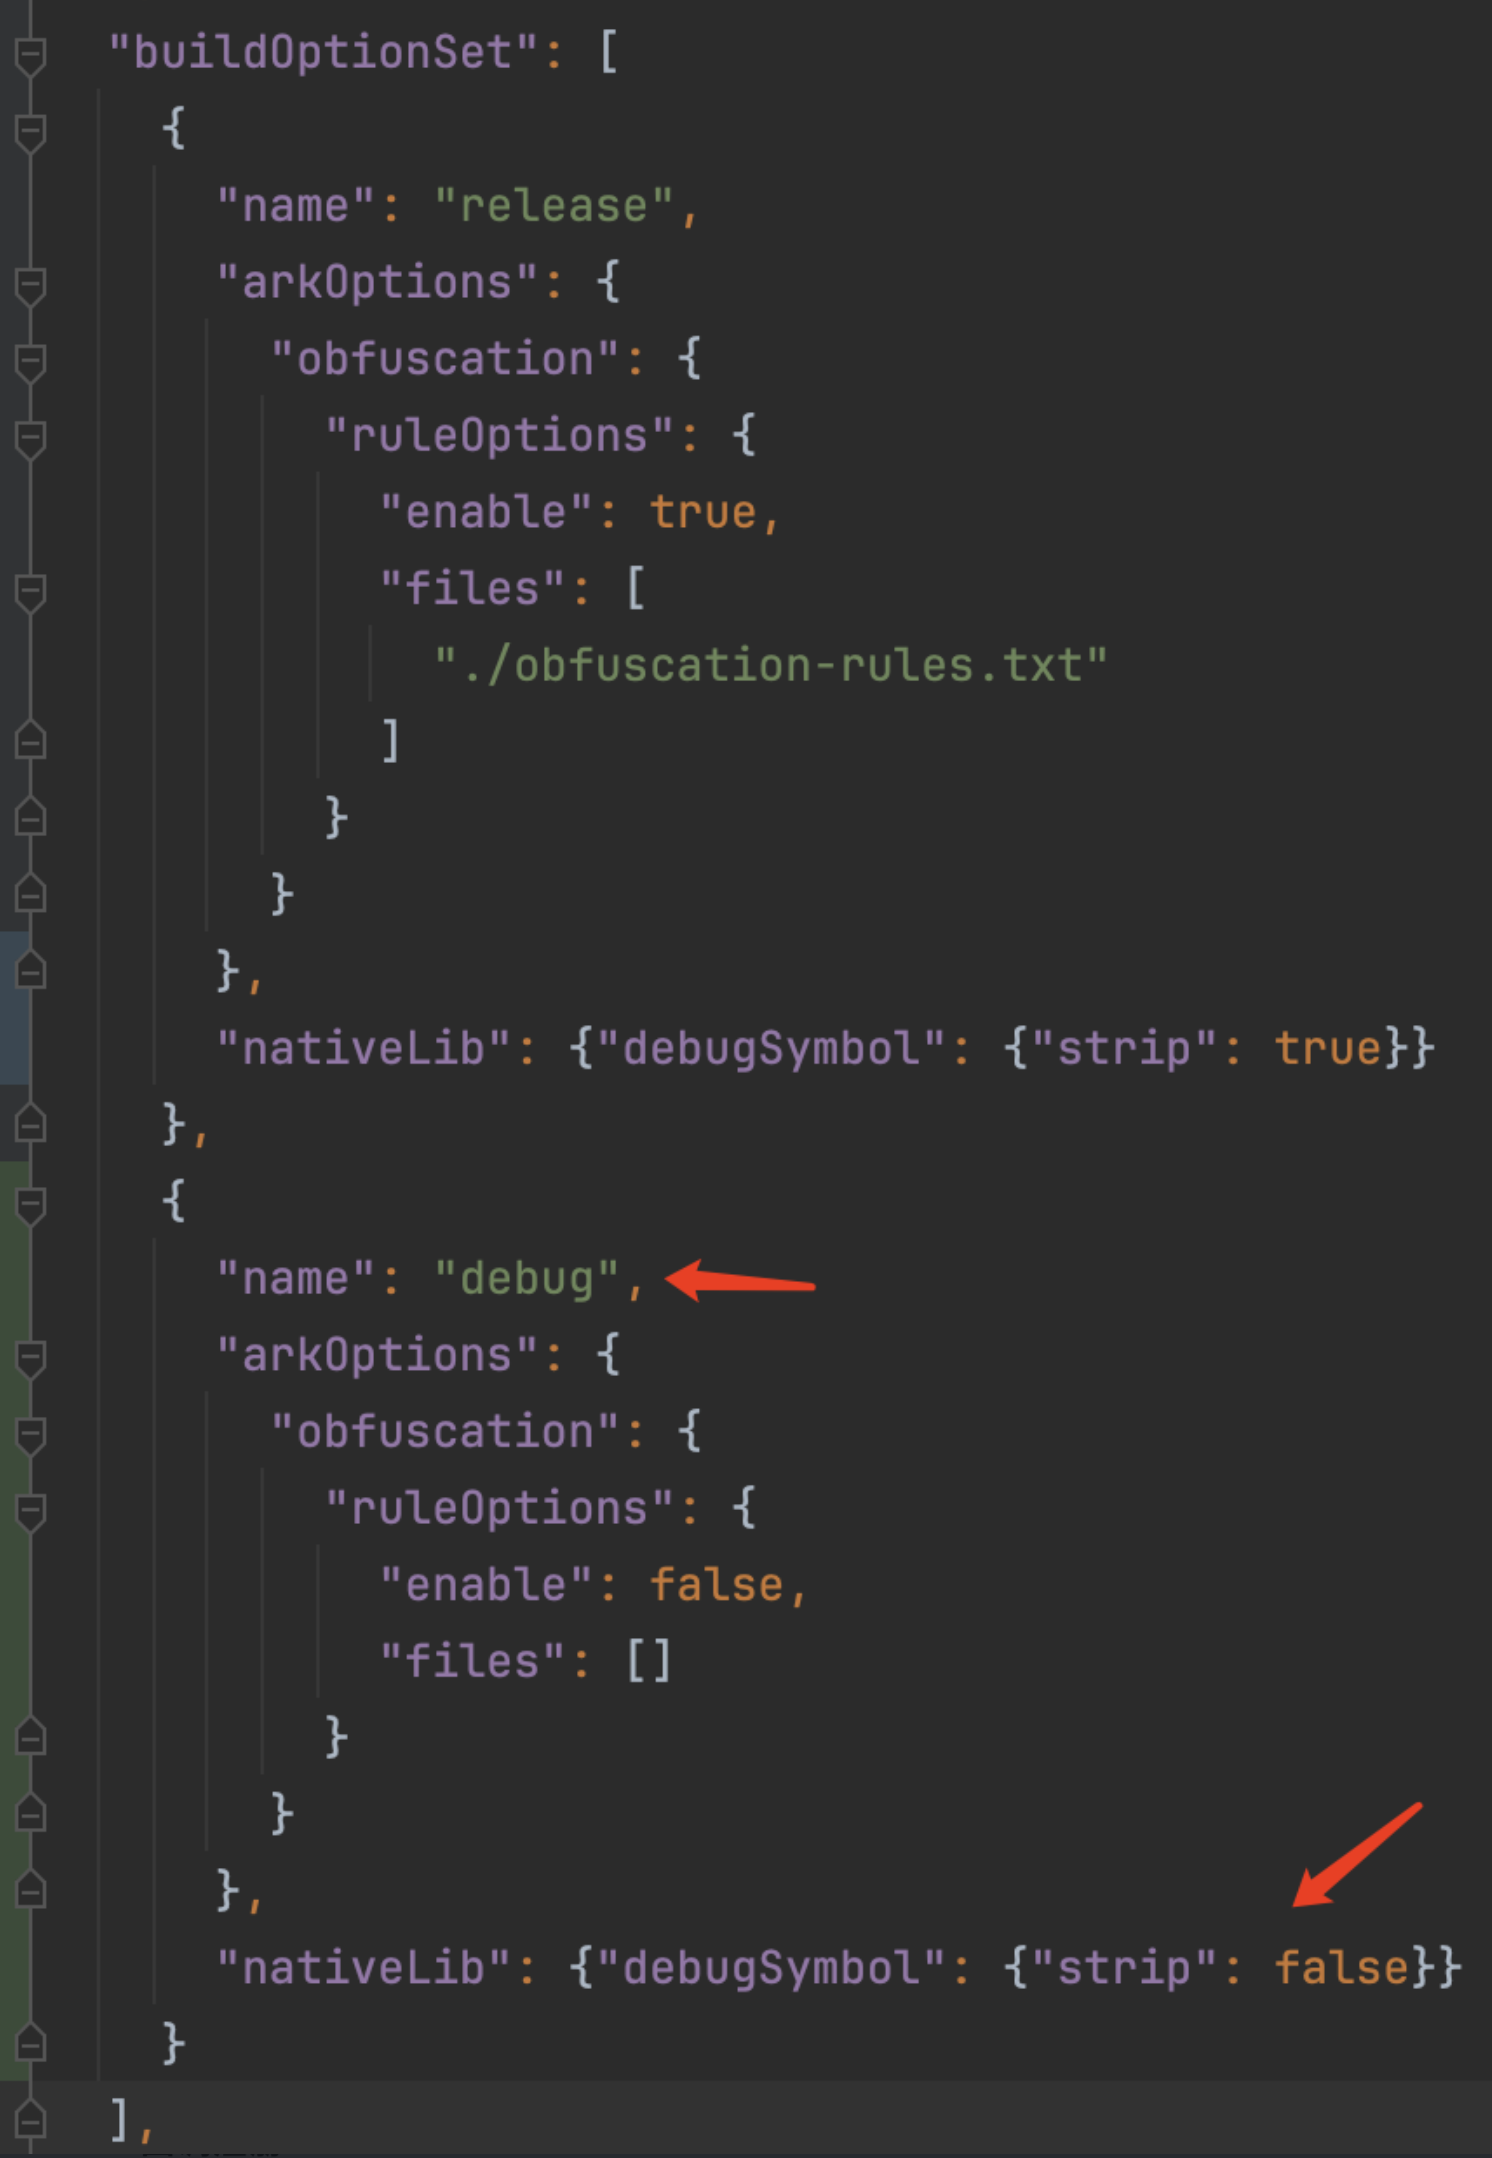 "buildOptionSet": [
{
"name": "release",
"arkOptions": {
"obfuscation": {
"ruleOptions": {
"enable": true,
"files": [
"./obfuscation-rules.txt"
]
}
}
},
"nativeLib": {"debugSymbol": {"strip": true}}
},
{
"name": "debug",
"arkOptions": {
"obfuscation": {
"ruleOptions": {
"enable": false,
"files": []
}
}
},
"nativeLib": {"debugSymbol": {"strip": false}}
}
],